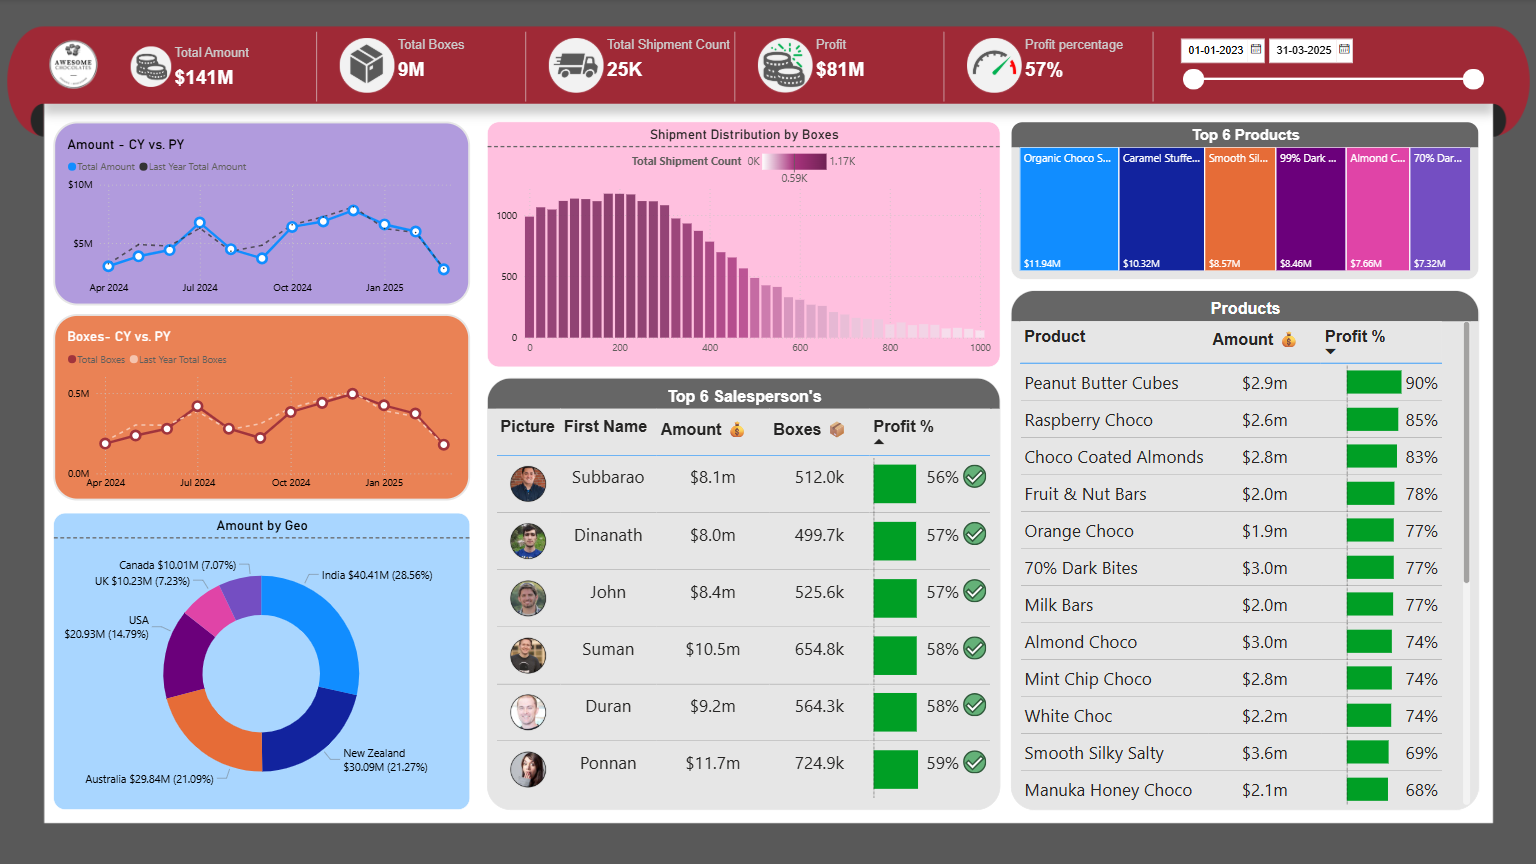 AWESOME
CHOCOLATES
Total Amount
$141M
Total Boxes
9M
Total Shipment Count
25K
Profit
$81M
Profit percentage
57%
01-01-2023
31-03-2025
Amount - CY vs. PY
Total Amount Last Year Total Amount
$10M
$5M
Apr 2024 Jul 2024 Oct 2024 Jan 2025
Boxes- CY vs. PY
Total Boxes Last Year Total Boxes
0.5M
0.0M
Apr 2024 Jul 2024 Oct 2024 Jan 2025
Amount by Geo
Canada $10.01M (7.07%)
UK $10.23M (7.23%)
India $40.41M (28.56%)
USA
$20.93M (14.79%)
New Zealand
$30.09M (21.27%)
Australia $29.84M (21.09%)
Shipment Distribution by Boxes
Total Shipment Count 0K 1.17K
0.59K
1000
500
0
0 200 400 600 800 1000
Top 6 Salesperson's
Picture First Name Amount Boxes Profit %
Subbarao $8.1m 512.0k 56%
Dinanath $8.0m 499.7k 57%
John $8.4m 525.6k 57%
Suman $10.5m 654.8k 58%
Duran $9.2m 564.3k 58%
Ponnan $11.7m 724.9k 59%
Top 6 Products
Organic Choco S... Caramel Stuffe... Smooth Sil... 99% Dark ... Almond C... 70% Dar...
$11.94M $10.32M $8.57M $8.46M $7.66M $7.32M
Products
Product Amount Profit %
Peanut Butter Cubes $2.9m 90%
Raspberry Choco $2.6m 85%
Choco Coated Almonds $2.8m 83%
Fruit & Nut Bars $2.0m 78%
Orange Choco $1.9m 77%
70% Dark Bites $3.0m 77%
Milk Bars $2.0m 77%
Almond Choco $3.0m 74%
Mint Chip Choco $2.8m 74%
White Choc $2.2m 74%
Smooth Silky Salty $3.6m 69%
Manuka Honey Choco $2.1m 68%